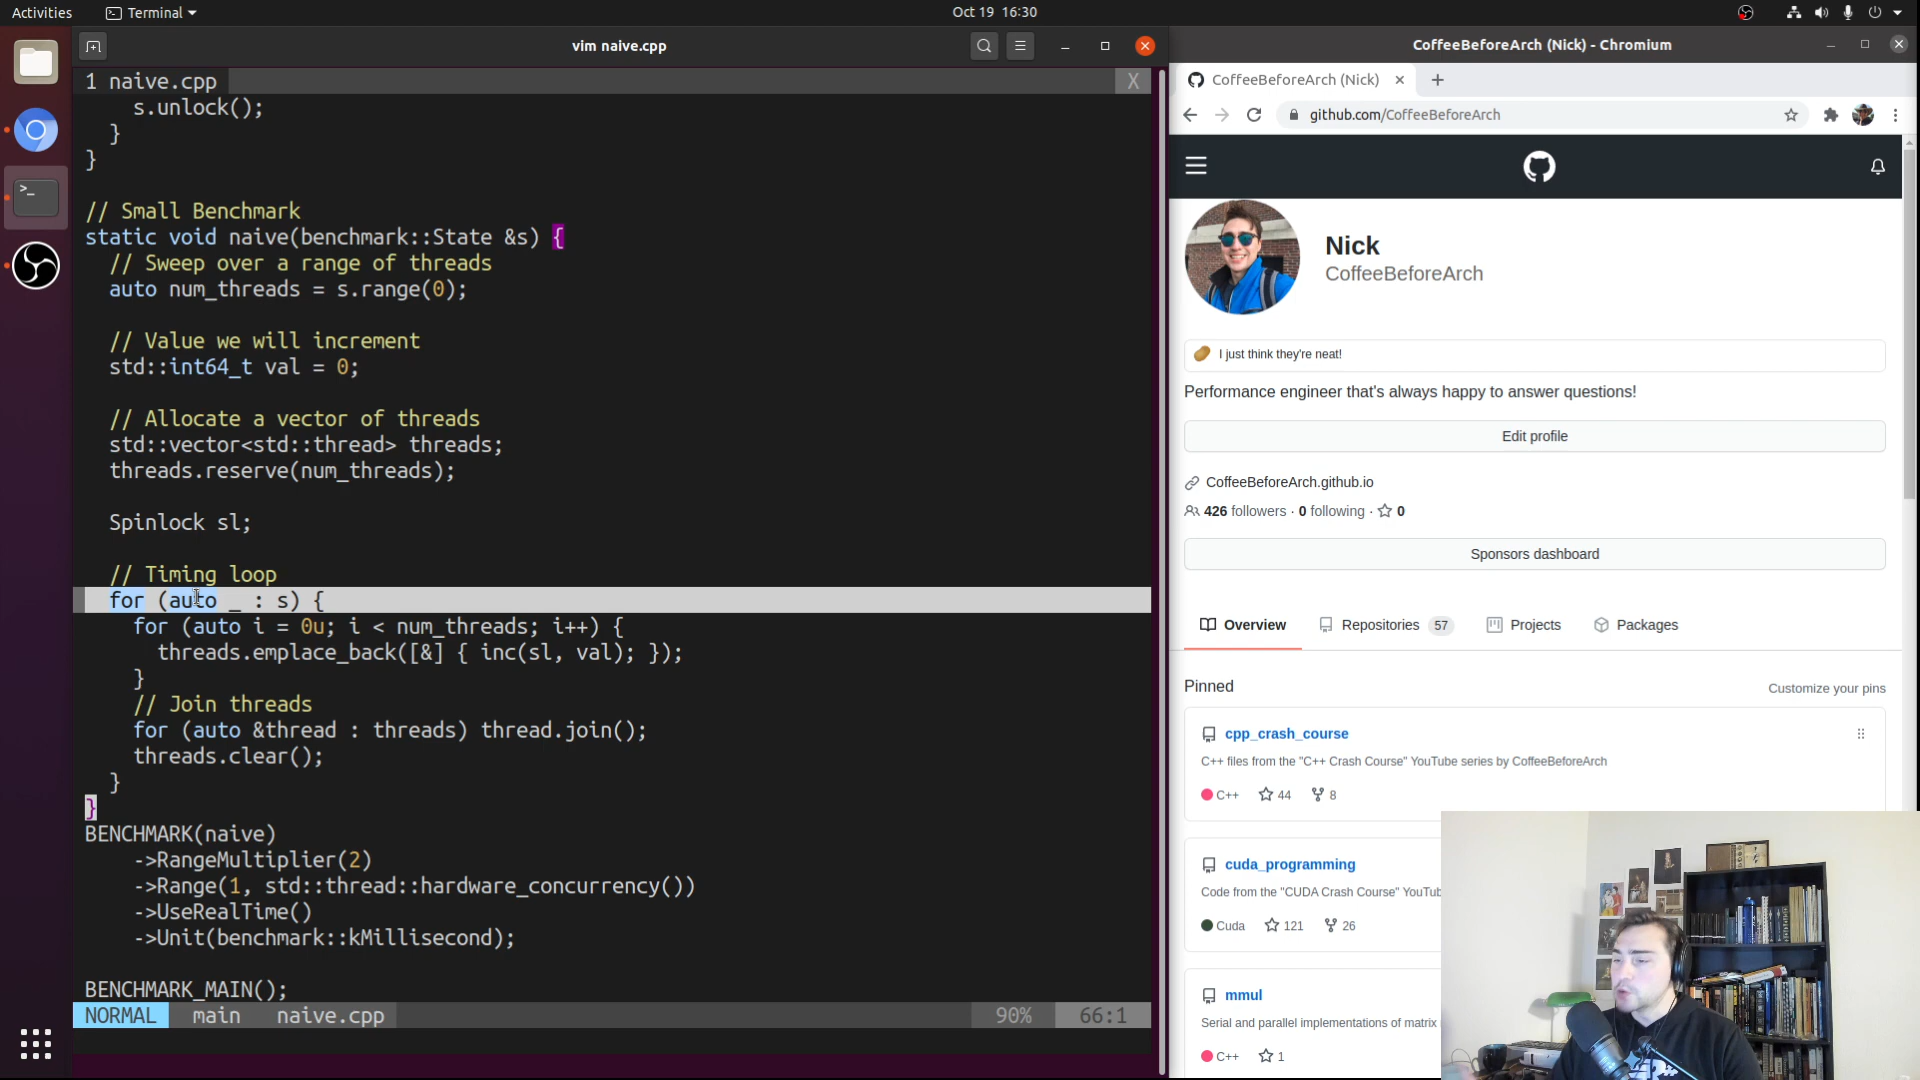 Activities
Terminal
Oct 19 16:30
vim naive.cpp
1 naive.cpp
X
s.unlock();
}
}
// Small Benchmark
static void naive(benchmark::State &s) {
// Sweep over a range of threads
auto num_threads = s.range(0);
// Value we will increment
std::int64_t val = 0;
// Allocate a vector of threads
std::vector<std::thread> threads;
threads.reserve(num_threads);
Spinlock sl;
// Timing loop
for (auto _ : s) {
for (auto i = 0u; i < num_threads; i++) {
threads.emplace_back([&] { inc(sl, val); });
}
// Join threads
for (auto &thread : threads) thread.join();
threads.clear();
}
}
BENCHMARK(naive)
->RangeMultiplier(2)
->Range(1, std::thread::hardware_concurrency())
->UseRealTime()
->Unit(benchmark::kMillisecond);
BENCHMARK_MAIN();
NORMAL main naive.cpp 90% 66:1
CoffeeBeforeArch (Nick) - Chromium
CoffeeBeforeArch (Nick)
github.com/CoffeeBeforeArch
Nick
CoffeeBeforeArch
I just think they're neat!
Performance engineer that's always happy to answer questions!
Edit profile
CoffeeBeforeArch.github.io
426 followers · 0 following · 0
Sponsors dashboard
Overview Repositories 57 Projects Packages
Pinned
Customize your pins
cpp_crash_course
C++ files from the "C++ Crash Course" YouTube series by CoffeeBeforeArch
C++ 44 8
cuda_programming
Code from the "CUDA Crash Course" YouTub
Cuda 121 26
mmul
Serial and parallel implementations of matrix
C++ 1